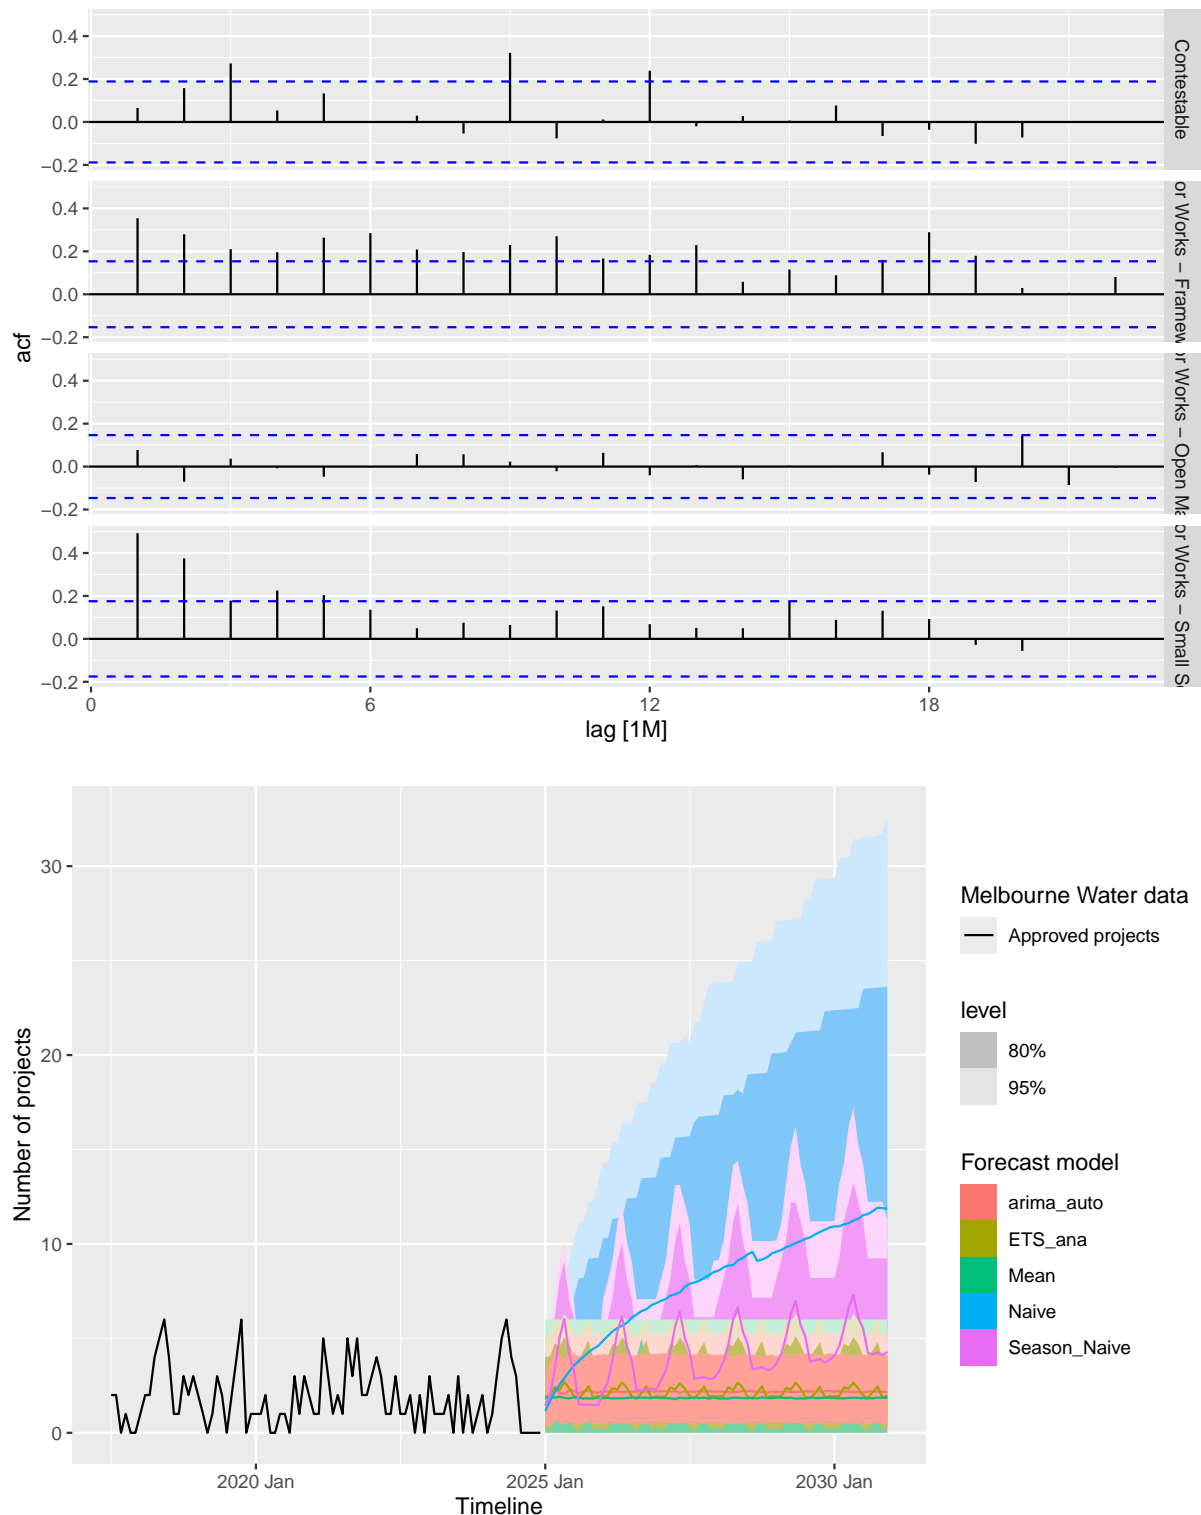 0.4
0.2
0.0
−0.2
Contestable
0.4
0.2
0.0
−0.2
or Works − Framew
0.4
0.2
0.0
−0.2
or Works − Open Ma
0.4
0.2
0.0
−0.2
or Works − Small S
acf
0 6 12 18
lag [1M]
30
20
10
0
Number of projects
2020 Jan 2025 Jan 2030 Jan
Timeline
Melbourne Water data
Approved projects
level
80%
95%
Forecast model
arima_auto
ETS_ana
Mean
Naive
Season_Naive